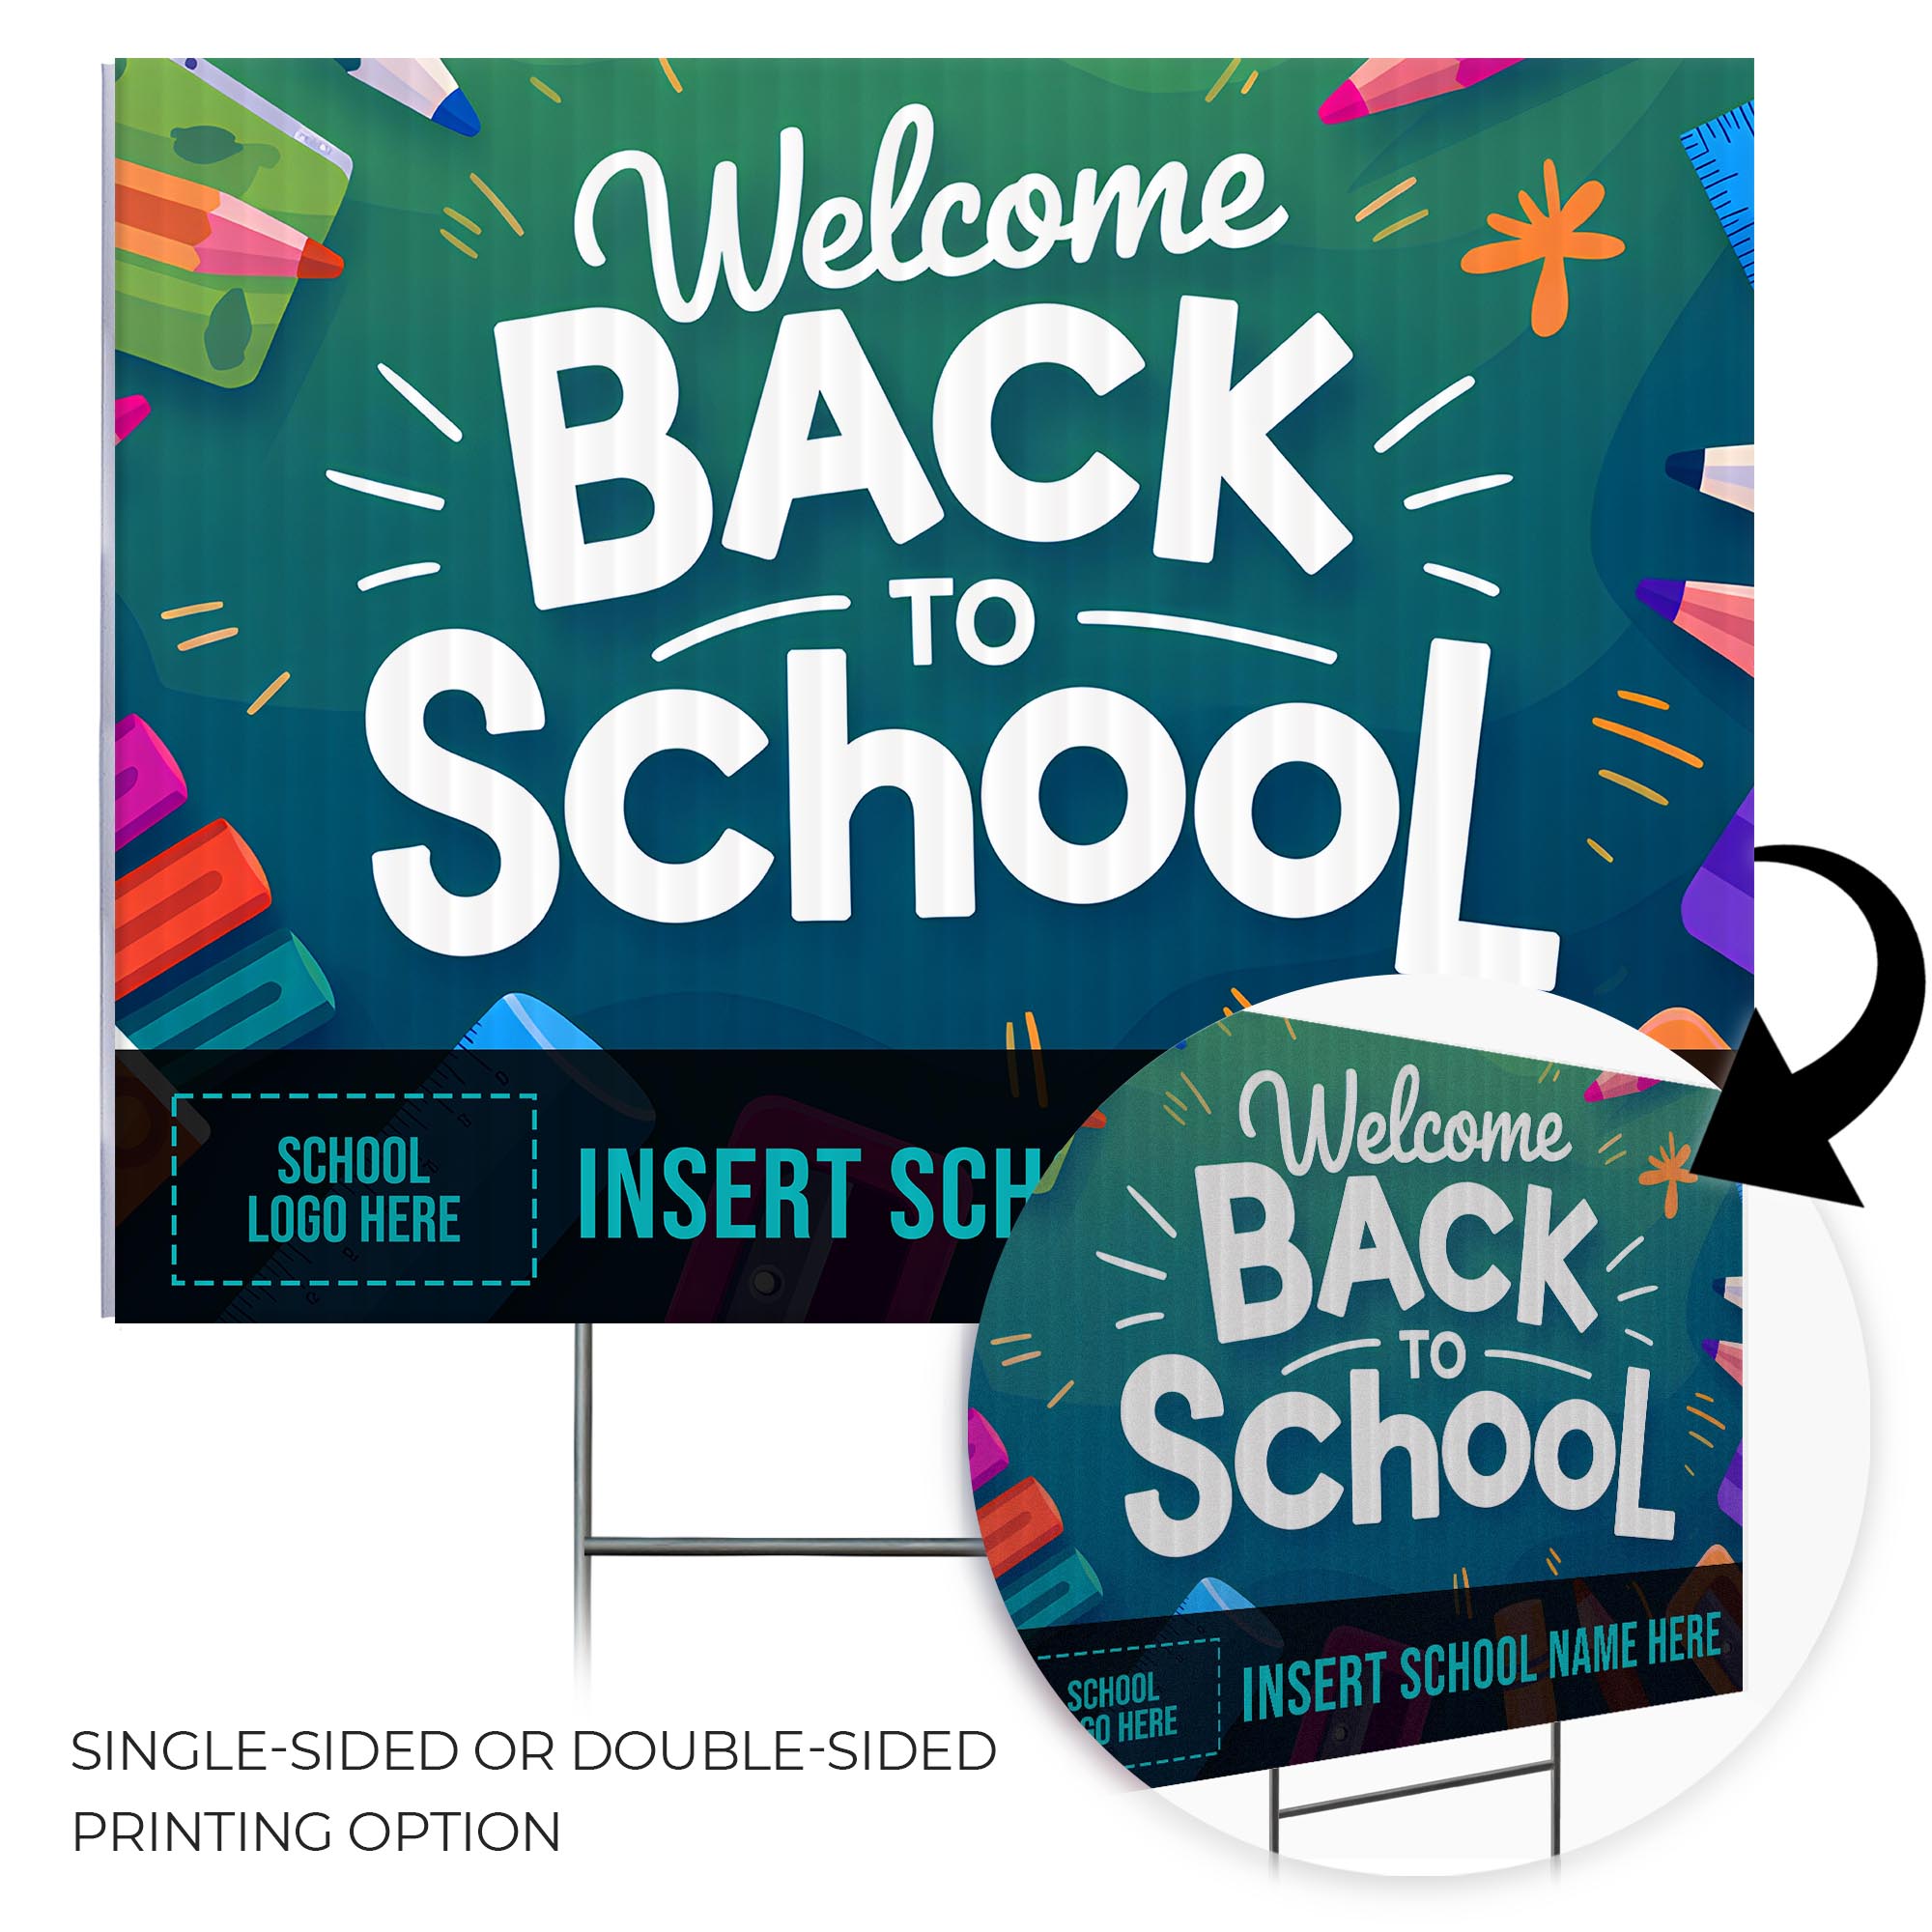 Welcome
BACK
TO
School
SCHOOL
LOGO HERE
INSERT SCH
Welcome
BACK
TO
School
INSERT SCHOOL NAME HERE
SCHOOL
GO HERE
SINGLE-SIDED OR DOUBLE-SIDED
PRINTING OPTION